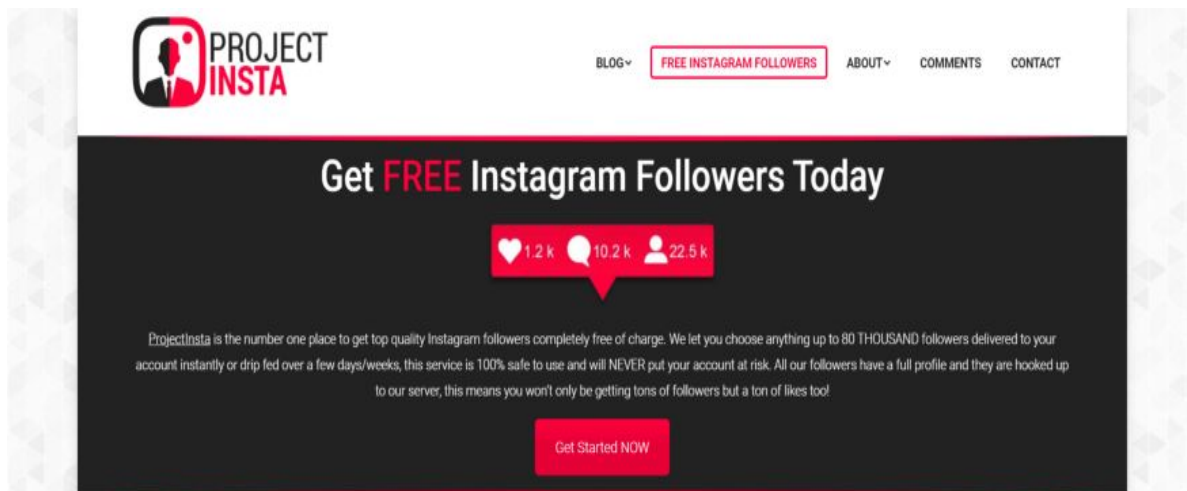 PROJECT
INSTA
BLOG
FREE INSTAGRAM FOLLOWERS
ABOUT
COMMENTS
CONTACT
Get FREE Instagram Followers Today
1.2 k 10.2 k 22.5 k
ProjectInsta is the number one place to get top quality Instagram followers completely free of charge. We let you choose anything up to 80 THOUSAND followers delivered to your
account instantly or drip fed over a few days/weeks, this service is 100% safe to use and will NEVER put your account at risk. All our followers have a full profile and they are hooked up
to our server, this means you won't only be getting tons of followers but a ton of likes too!
Get Started NOW